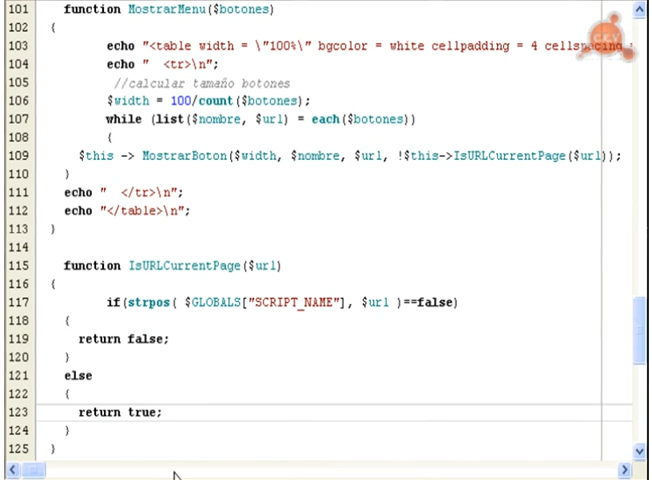 101 function MostrarMenu($botones)
102 {
103 echo "<table width = \"100%\" bgcolor = white cellpadding = 4 cellspacing
104 echo " <tr>\n";
105 //calcular tamaño botones
106 $width = 100/count($botones);
107 while (list($nombre, $url) = each($botones))
108 {
109 $this -> MostrarBoton($width, $nombre, $url, !$this->IsURLCurrentPage($url));
110 }
111 echo " </tr>\n";
112 echo "</table>\n";
113 }
114
115 function IsURLCurrentPage($url)
116 {
117 if(strpos( $GLOBALS["SCRIPT_NAME"], $url )==false)
118 {
119 return false;
120 }
121 else
122 {
123 return true;
124 }
125 }